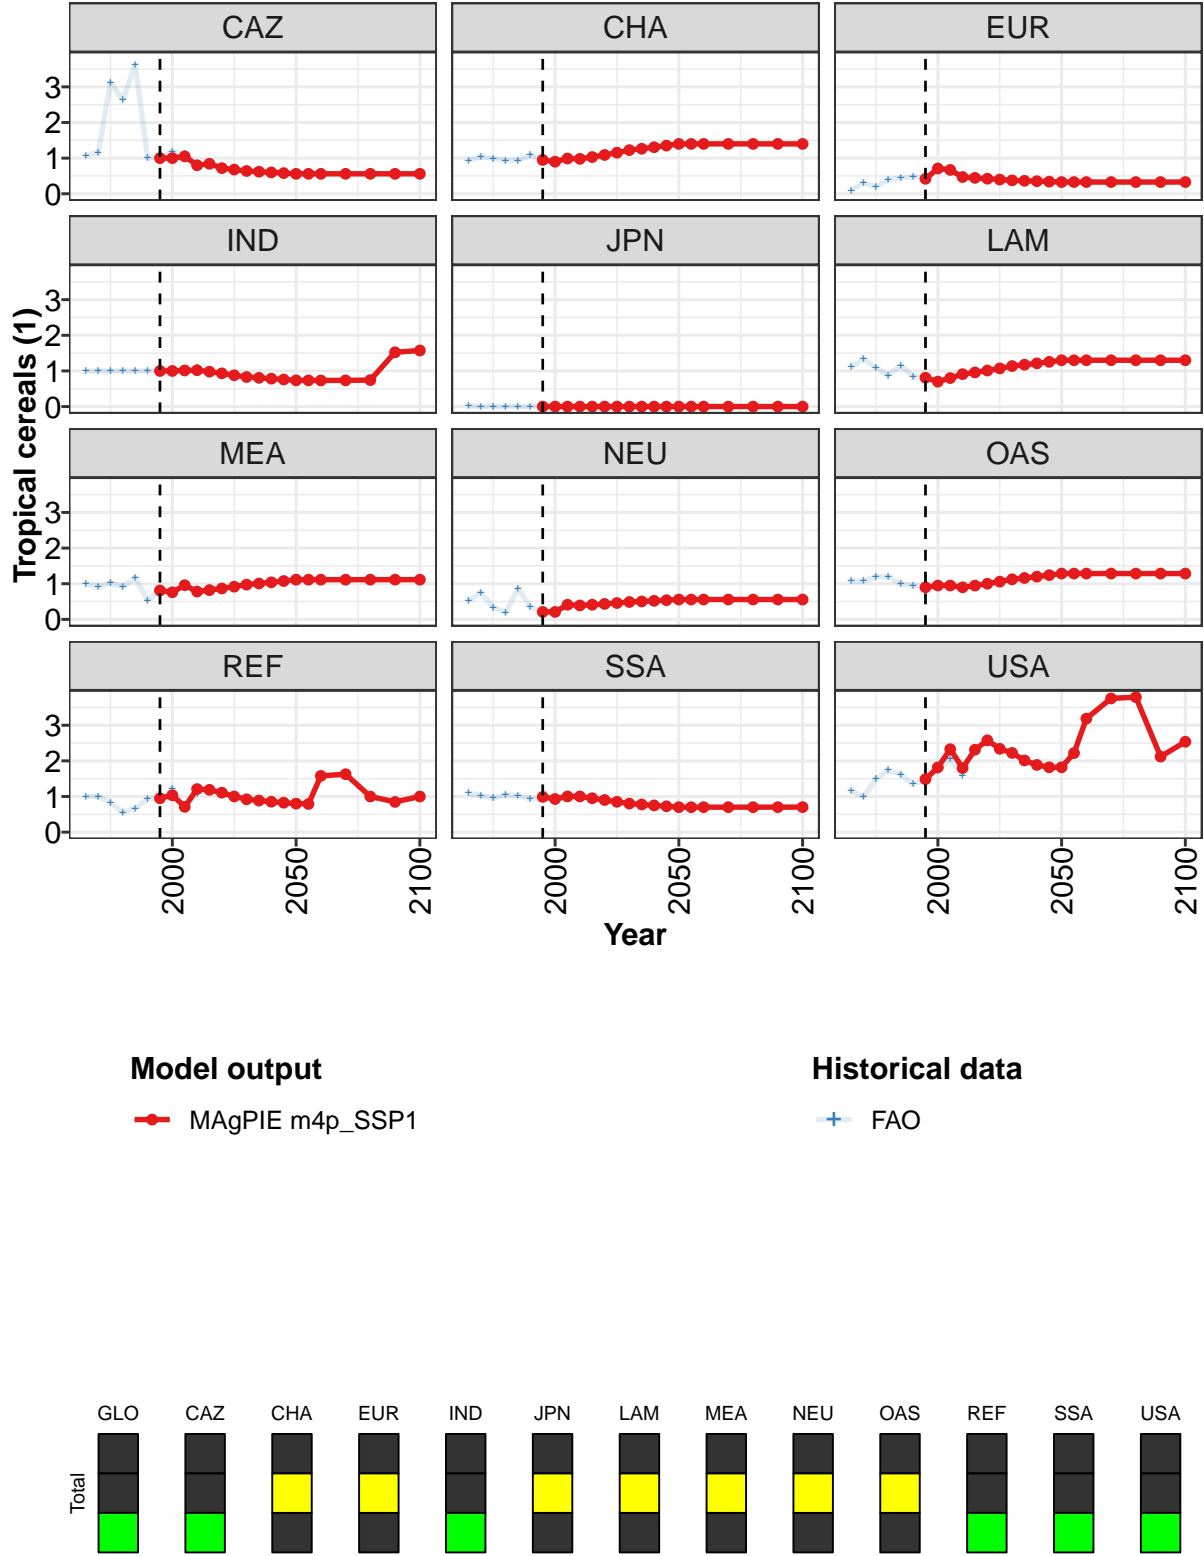 CAZ CHA EUR
3
2
1
0
IND JPN LAM
3
2
1
0
MEA NEU OAS
3
2
1
0
REF SSA USA
3
2
1
0
Tropical cereals (1)
2000 2050 2100 2000 2050 2100 2000 2050 2100
Year
Model output Historical data
MAgPIE m4p_SSP1 FAO
GLO CAZ CHA EUR IND JPN LAM MEA NEU OAS REF SSA USA
Total